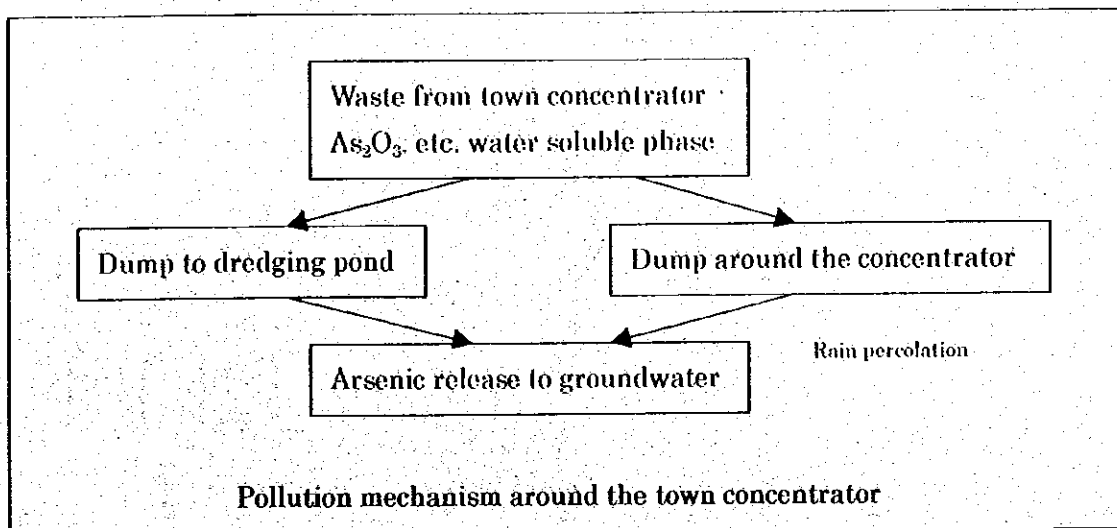 Waste from town concentrator
As₂O₃, etc. water soluble phase
Dump to dredging pond
Dump around the concentrator
Rain percolation
Arsenic release to groundwater
Pollution mechanism around the town concentrator